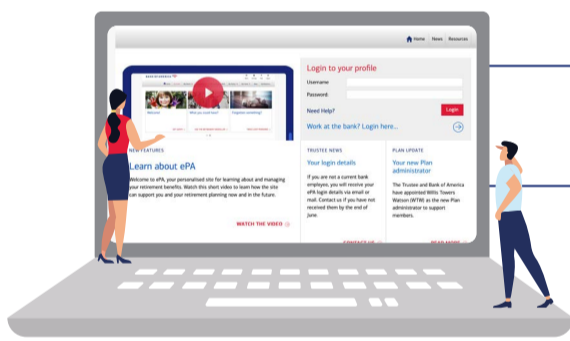 Home News Resources
BANK OF AMERICA
Welcome!
What you could have?
Forgotten something?
Login to your profile
Username
Password:
Need Help?
Login
Work at the bank? Login here...
NEW FEATURES
Learn about ePA
Welcome to ePA, your personalised site for learning about and managing
your retirement benefits. Watch this short video to learn how the site
can support you and your retirement planning now and in the future.
WATCH THE VIDEO
TRUSTEE NEWS
Your login details
If you are not a current bank
employee, you will receive your
ePA login details via email or
mail. Contact us if you have not
received them by the end of
June.
CONTACT US
PLAN UPDATE
Your new Plan
administrator
The Trustee and Bank of America
have appointed Willis Towers
Watson (WTW) as the new Plan
administrator to support
members.
READ MORE